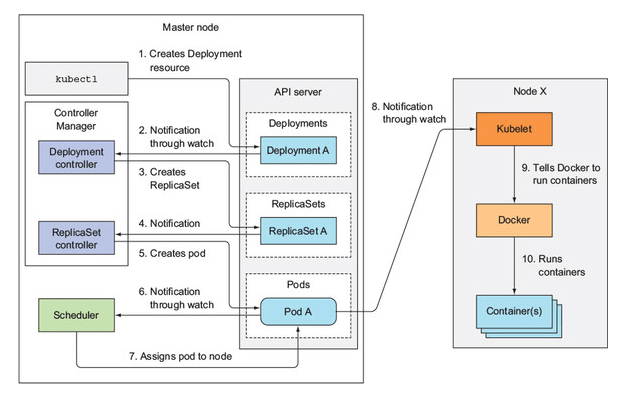 Master node
1. Creates Deployment
resource
kubectl
API server
Controller
Manager
Deployments
2. Notification
through watch
Deployment
controller
Deployment A
3. Creates
ReplicaSet
ReplicaSets
4. Notification
ReplicaSet
controller
ReplicaSet A
5. Creates pod
Pods
6. Notification
through watch
Scheduler
Pod A
7. Assigns pod to node
8. Notification
through watch
Node X
Kubelet
9. Tells Docker to
run containers
Docker
10. Runs
containers
Container(s)